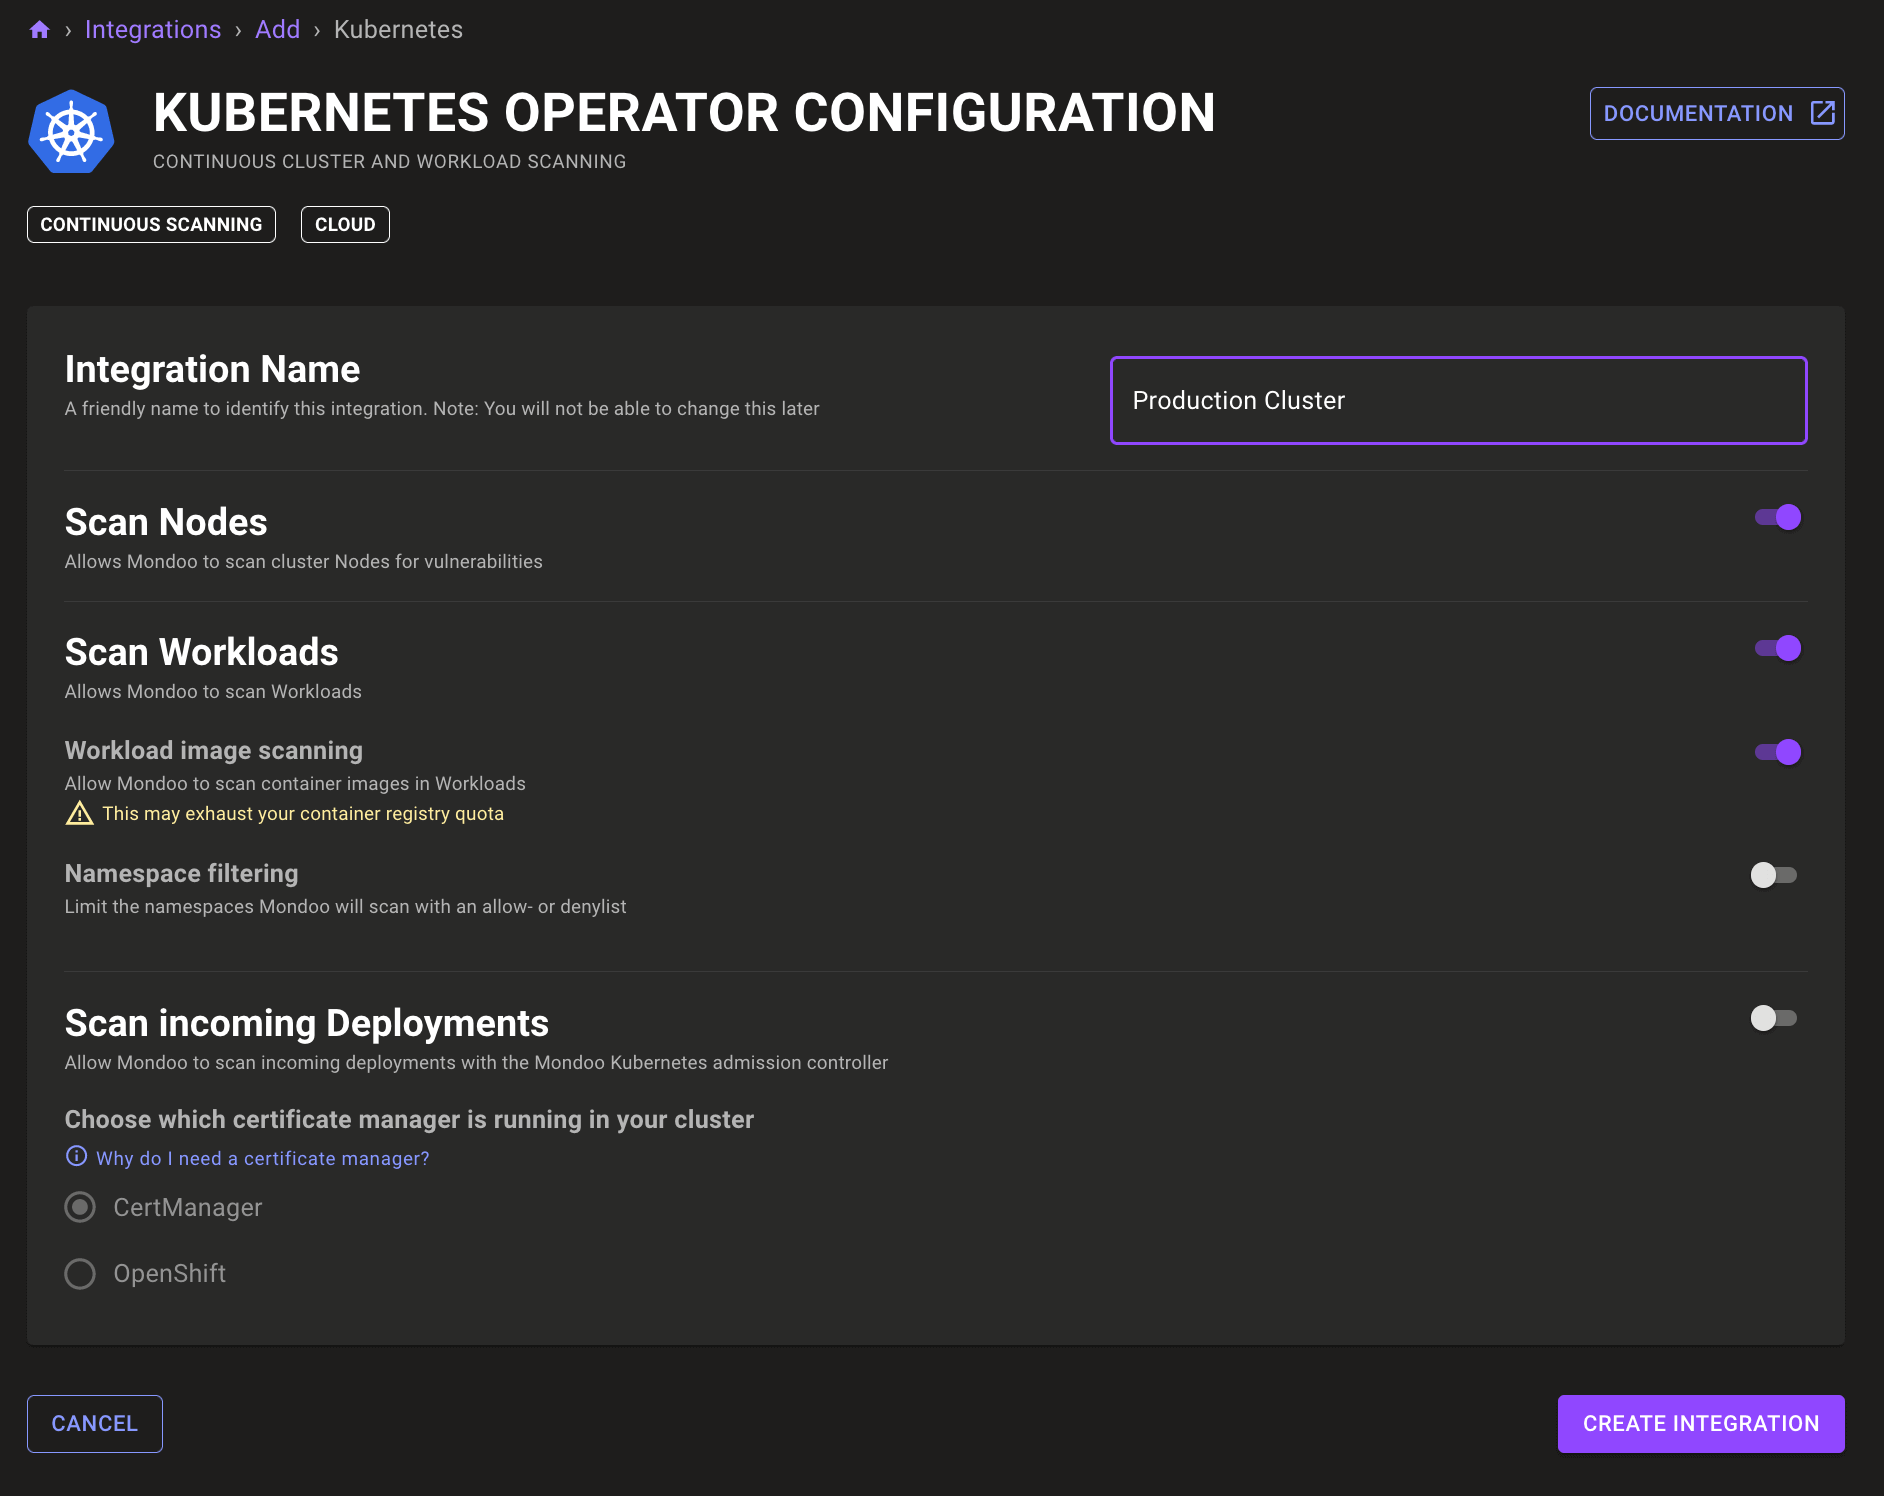 › Integrations › Add › Kubernetes
KUBERNETES OPERATOR CONFIGURATION
CONTINUOUS CLUSTER AND WORKLOAD SCANNING
DOCUMENTATION
CONTINUOUS SCANNING
CLOUD
Integration Name
A friendly name to identify this integration. Note: You will not be able to change this later
Production Cluster
Scan Nodes
Allows Mondoo to scan cluster Nodes for vulnerabilities
Scan Workloads
Allows Mondoo to scan Workloads
Workload image scanning
Allow Mondoo to scan container images in Workloads
This may exhaust your container registry quota
Namespace filtering
Limit the namespaces Mondoo will scan with an allow- or denylist
Scan incoming Deployments
Allow Mondoo to scan incoming deployments with the Mondoo Kubernetes admission controller
Choose which certificate manager is running in your cluster
Why do I need a certificate manager?
CertManager
OpenShift
CANCEL
CREATE INTEGRATION